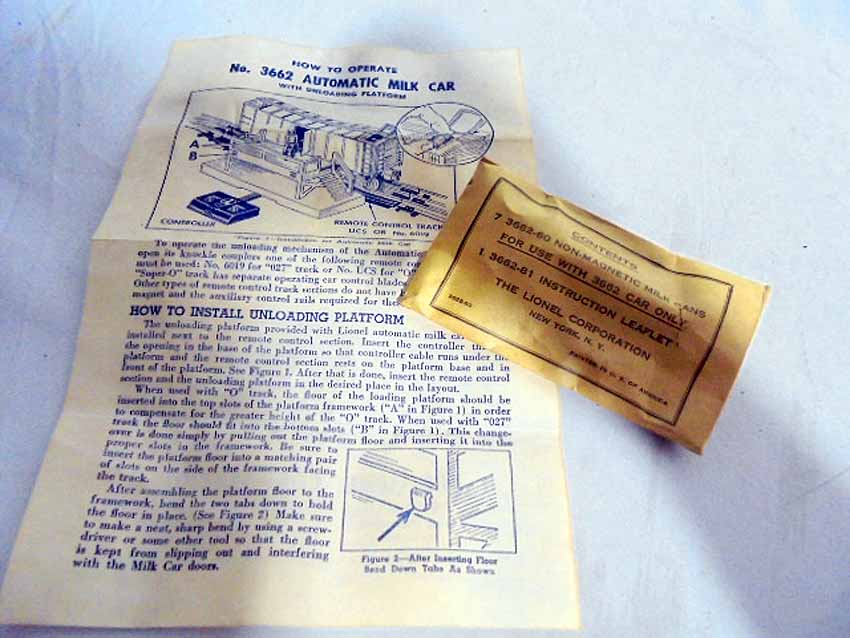 HOW TO OPERATE
No. 3662 AUTOMATIC MILK CAR
WITH UNLOADING PLATFORM
A
B
CONTROLLER
REMOTE CONTROL TRACK
UCS OR No. 6019
Figure 1—Installation for Automatic Milk Car
To operate the unloading mechanism of the Automatic
open its knuckle couplers one of the following remote
must be used: No. 6019 for "027" track or No. UCS for "O"
"Super-O" track has separate operating car control blades
Other types of remote control track sections do not have
magnet and the auxiliary control rails required for
HOW TO INSTALL UNLOADING PLATFORM
The unloading platform provided with Lionel automatic milk
installed next to the remote control section. Insert the controller
the opening in the base of the platform so that controller cable runs under
platform and the remote control section rests on the platform base and in
front of the platform. See Figure 1. After that is done, insert the remote control
section and the unloading platform in the desired place in the layout.
When used with "O" track, the floor of the loading platform should be
inserted into the top slots of the platform framework ("A" in Figure 1) in order
to compensate for the greater height of the "O" track. When used with "027"
track the floor should fit into the bottom slots ("B" in Figure 1). This change-
over is done simply by pulling out the platform floor and inserting it into the
proper slots in the framework. Be sure to
insert the platform floor into a matching pair
of slots on the side of the framework facing
the track.
After assembling the platform floor to the
framework, bend the two tabs down to hold
the floor in place. (See Figure 2) Make sure
to make a neat, sharp bend by using a screw-
driver or some other tool so that the floor
is kept from slipping out and interfering
with the Milk Car doors.
Figure 2—After Inserting Floor
Bend Down Tabs As Shown
CONTENTS
7 3662-60 NON-MAGNETIC MILK CANS
FOR USE WITH 3662 CAR ONLY
1 3662-81 INSTRUCTION LEAFLET
THE LIONEL CORPORATION
NEW YORK, N. Y.
PRINTED IN U. S. OF AMERICA